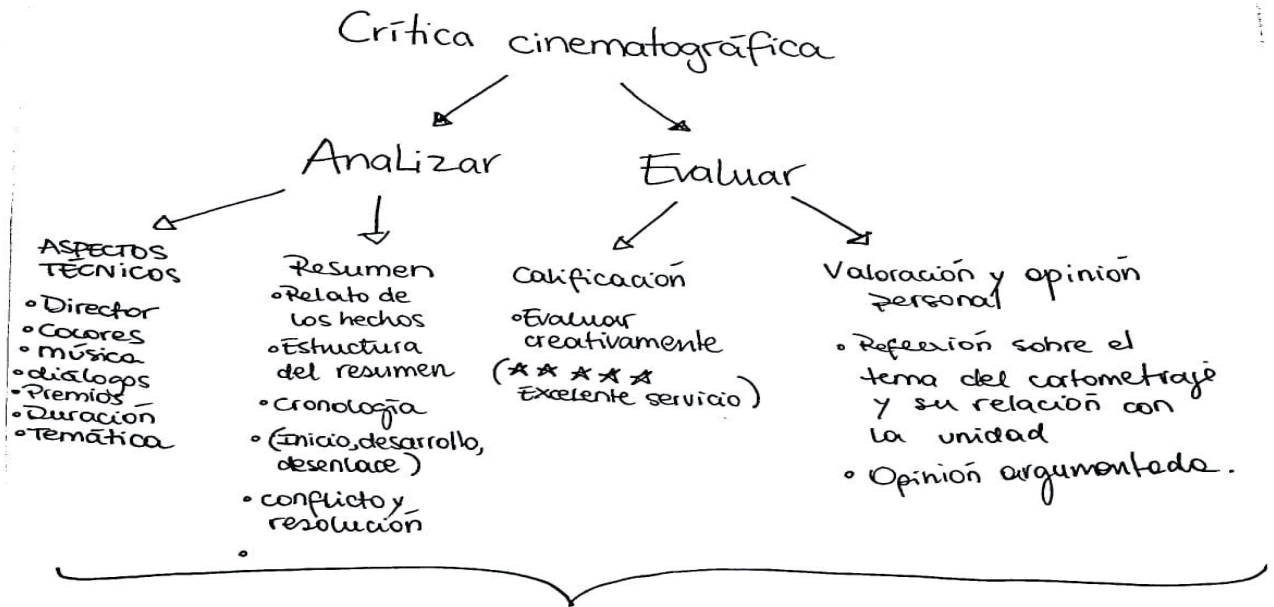 Crítica cinematográfica
Analizar
Evaluar
ASPECTOS
TÉCNICOS
• Director
• Colores
• música
• diálogos
• Premios
• Duración
• Temática
Resumen
• Relato de
los hechos
• Estructura
del resumen
• Cronología
• (Inicio, desarrollo,
desenlace)
• conflicto y
resolución
•
Calificación
• Evaluar
creativamente
(★★★★★
Excelente servicio)
Valoración y opinión
personal
• Reflexión sobre el
tema del cortometraje
y su relación con
la unidad
• Opinión argumentada.